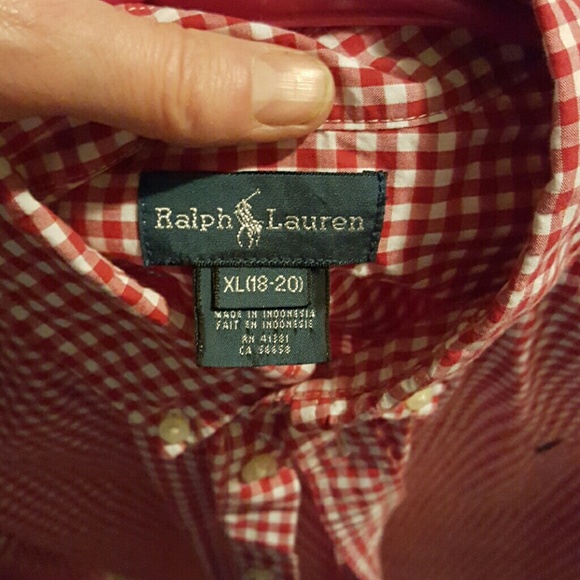 Ralph Lauren
XL(18-20)
MADE IN INDONESIA
FAIT EN INDONESIE
RN 41381
CA 56658